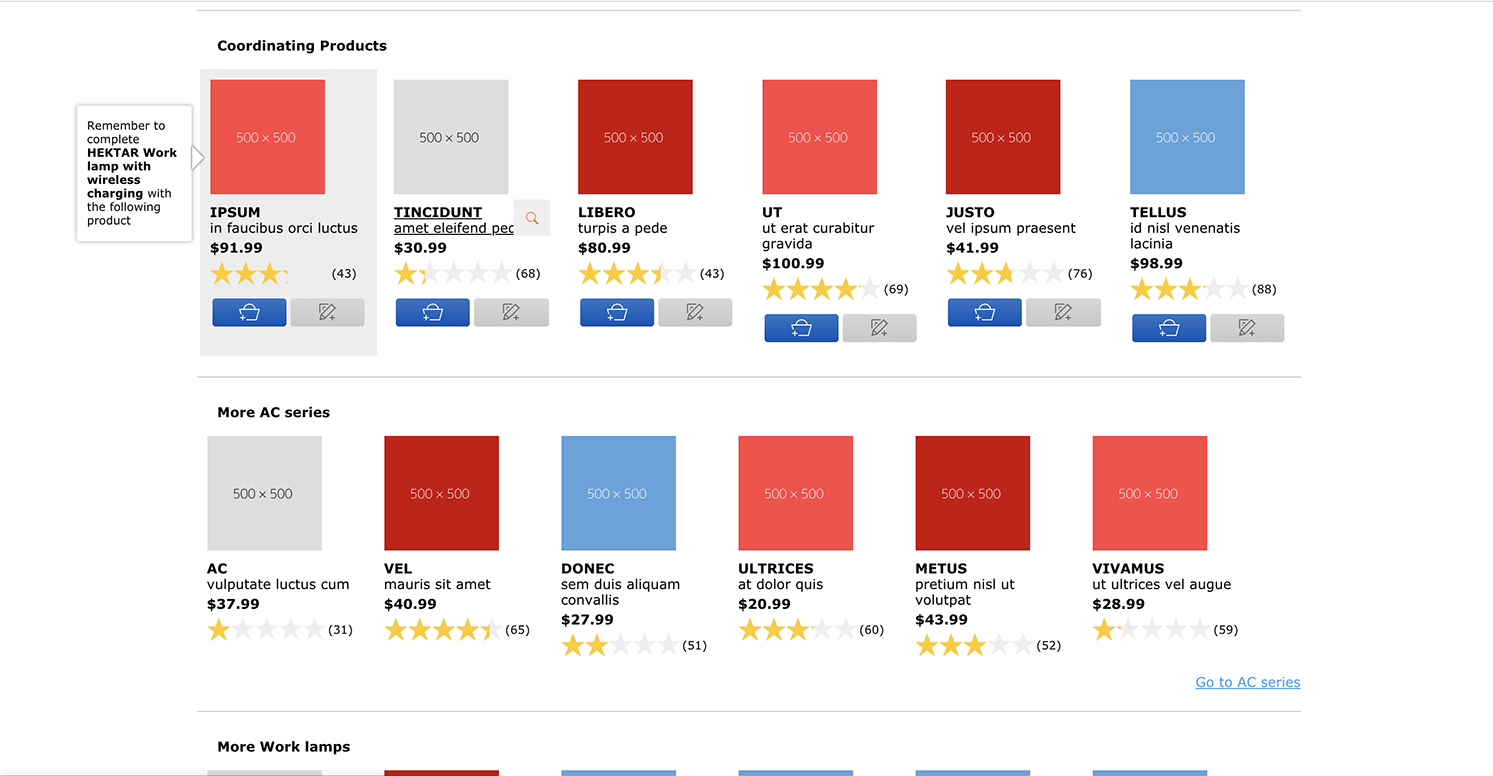 Coordinating Products
Remember to
complete
HEKTAR Work
lamp with
wireless
charging with
the following
product
500 × 500
IPSUM
in faucibus orci luctus
$91.99
(43)
500 × 500
TINCIDUNT
amet eleifend pec
$30.99
(68)
500 × 500
LIBERO
turpis a pede
$80.99
(43)
500 × 500
UT
ut erat curabitur
gravida
$100.99
(69)
500 × 500
JUSTO
vel ipsum praesent
$41.99
(76)
500 × 500
TELLUS
id nisl venenatis
lacinia
$98.99
(88)
More AC series
500 × 500
AC
vulputate luctus cum
$37.99
(31)
500 × 500
VEL
mauris sit amet
$40.99
(65)
500 × 500
DONEC
sem duis aliquam
convallis
$27.99
(51)
500 × 500
ULTRICES
at dolor quis
$20.99
(60)
500 × 500
METUS
pretium nisl ut
volutpat
$43.99
(52)
500 × 500
VIVAMUS
ut ultrices vel augue
$28.99
(59)
Go to AC series
More Work lamps